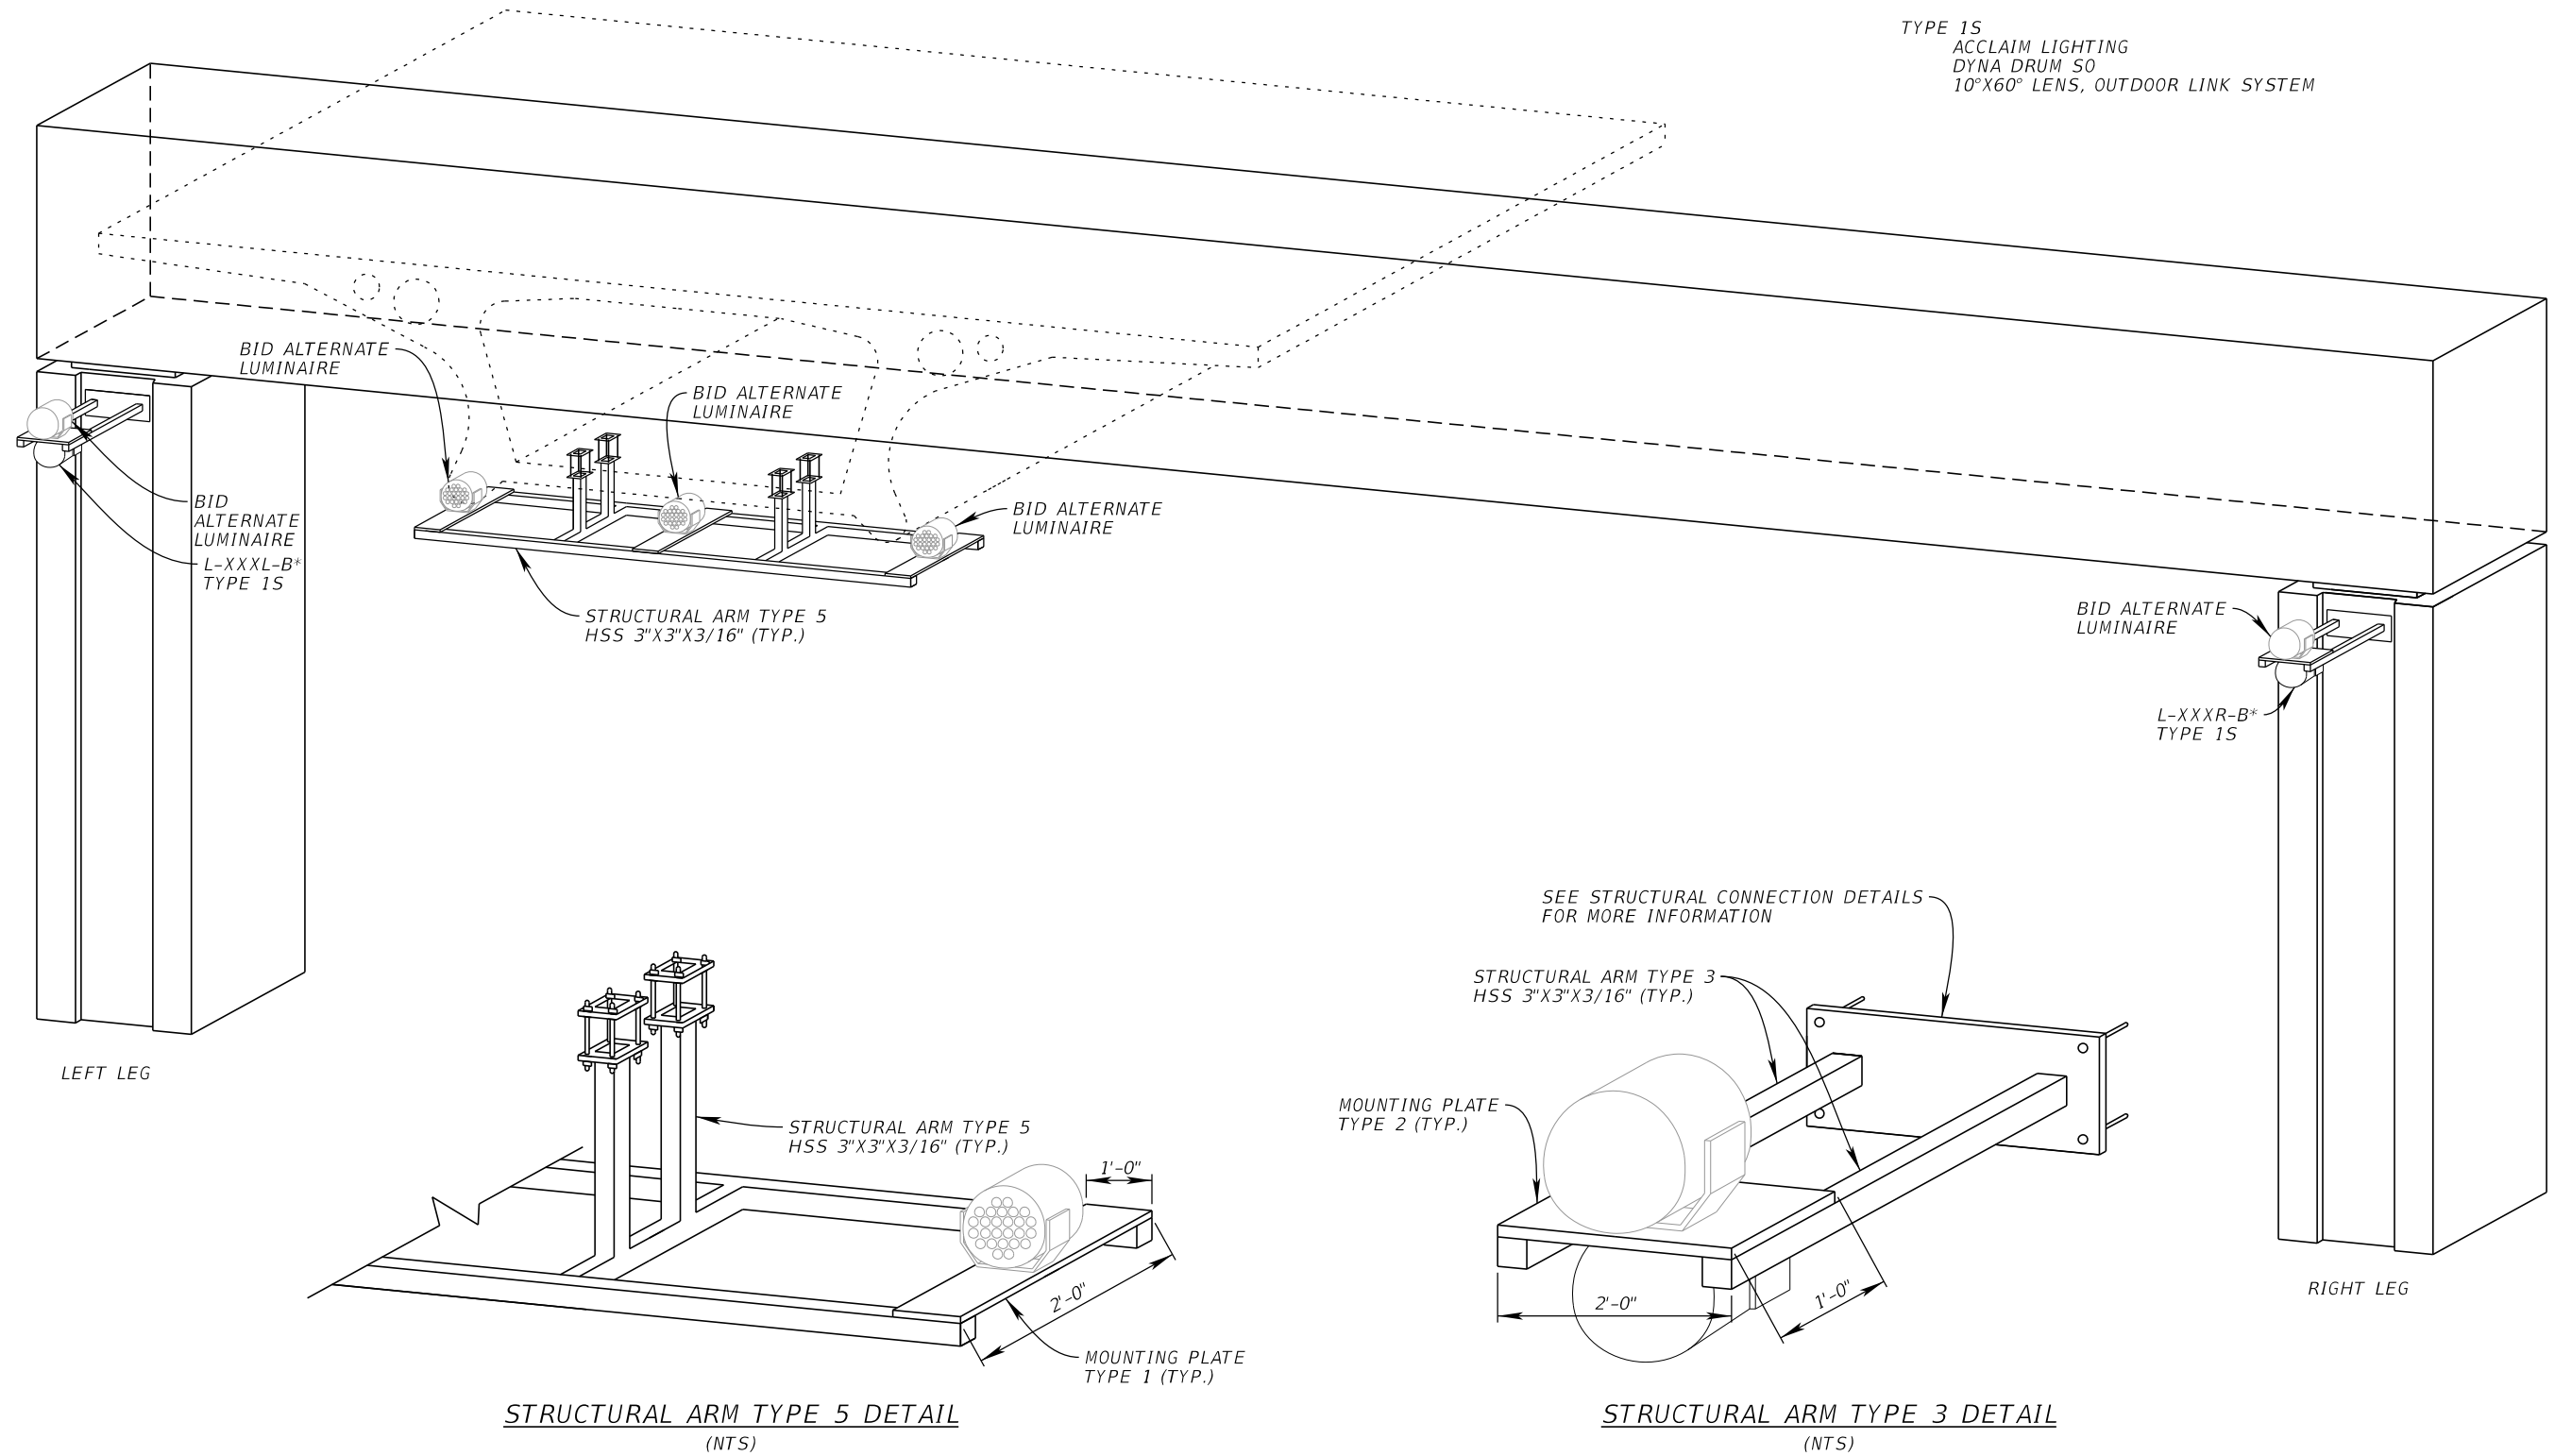 TYPE 1S
ACCLAIM LIGHTING
DYNA DRUM SO
10°X60° LENS, OUTDOOR LINK SYSTEM
BID ALTERNATE
LUMINAIRE
BID ALTERNATE
LUMINAIRE
BID
ALTERNATE
LUMINAIRE
L-XXXL-B*
TYPE 1S
BID ALTERNATE
LUMINAIRE
STRUCTURAL ARM TYPE 5
HSS 3"X3"X3/16" (TYP.)
BID ALTERNATE
LUMINAIRE
L-XXXR-B*
TYPE 1S
LEFT LEG
RIGHT LEG
STRUCTURAL ARM TYPE 5
HSS 3"X3"X3/16" (TYP.)
1'-0"
2'-0"
MOUNTING PLATE
TYPE 1 (TYP.)
STRUCTURAL ARM TYPE 5 DETAIL
(NTS)
SEE STRUCTURAL CONNECTION DETAILS
FOR MORE INFORMATION
STRUCTURAL ARM TYPE 3
HSS 3"X3"X3/16" (TYP.)
MOUNTING PLATE
TYPE 2 (TYP.)
2'-0"
1'-0"
STRUCTURAL ARM TYPE 3 DETAIL
(NTS)